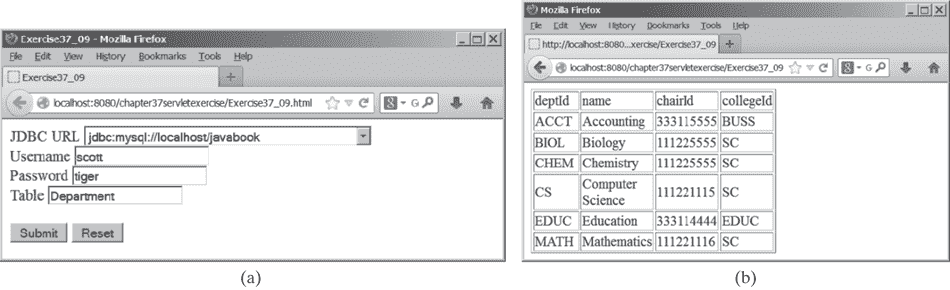 Exercise37_09 - Mozilla Firefox
File Edit View History Bookmarks Tools Help
Exercise37_09
localhost:8080/chapter37servletexercise/Exercise37_09.html
JDBC URL jdbc:mysql://localhost/javabook
Username scott
Password tiger
Table Department
Submit Reset
(a)
Mozilla Firefox
File Edit View History Bookmarks Tools Help
http://localhost:8080...xercise/Exercise37_09
localhost:8080/chapter37servletexercise/Exercise37_09
deptId name chairId collegeId
ACCT Accounting 333115555 BUSS
BIOL Biology 111225555 SC
CHEM Chemistry 111225555 SC
CS Computer Science 111221115 SC
EDUC Education 333114444 EDUC
MATH Mathematics 111221116 SC
(b)